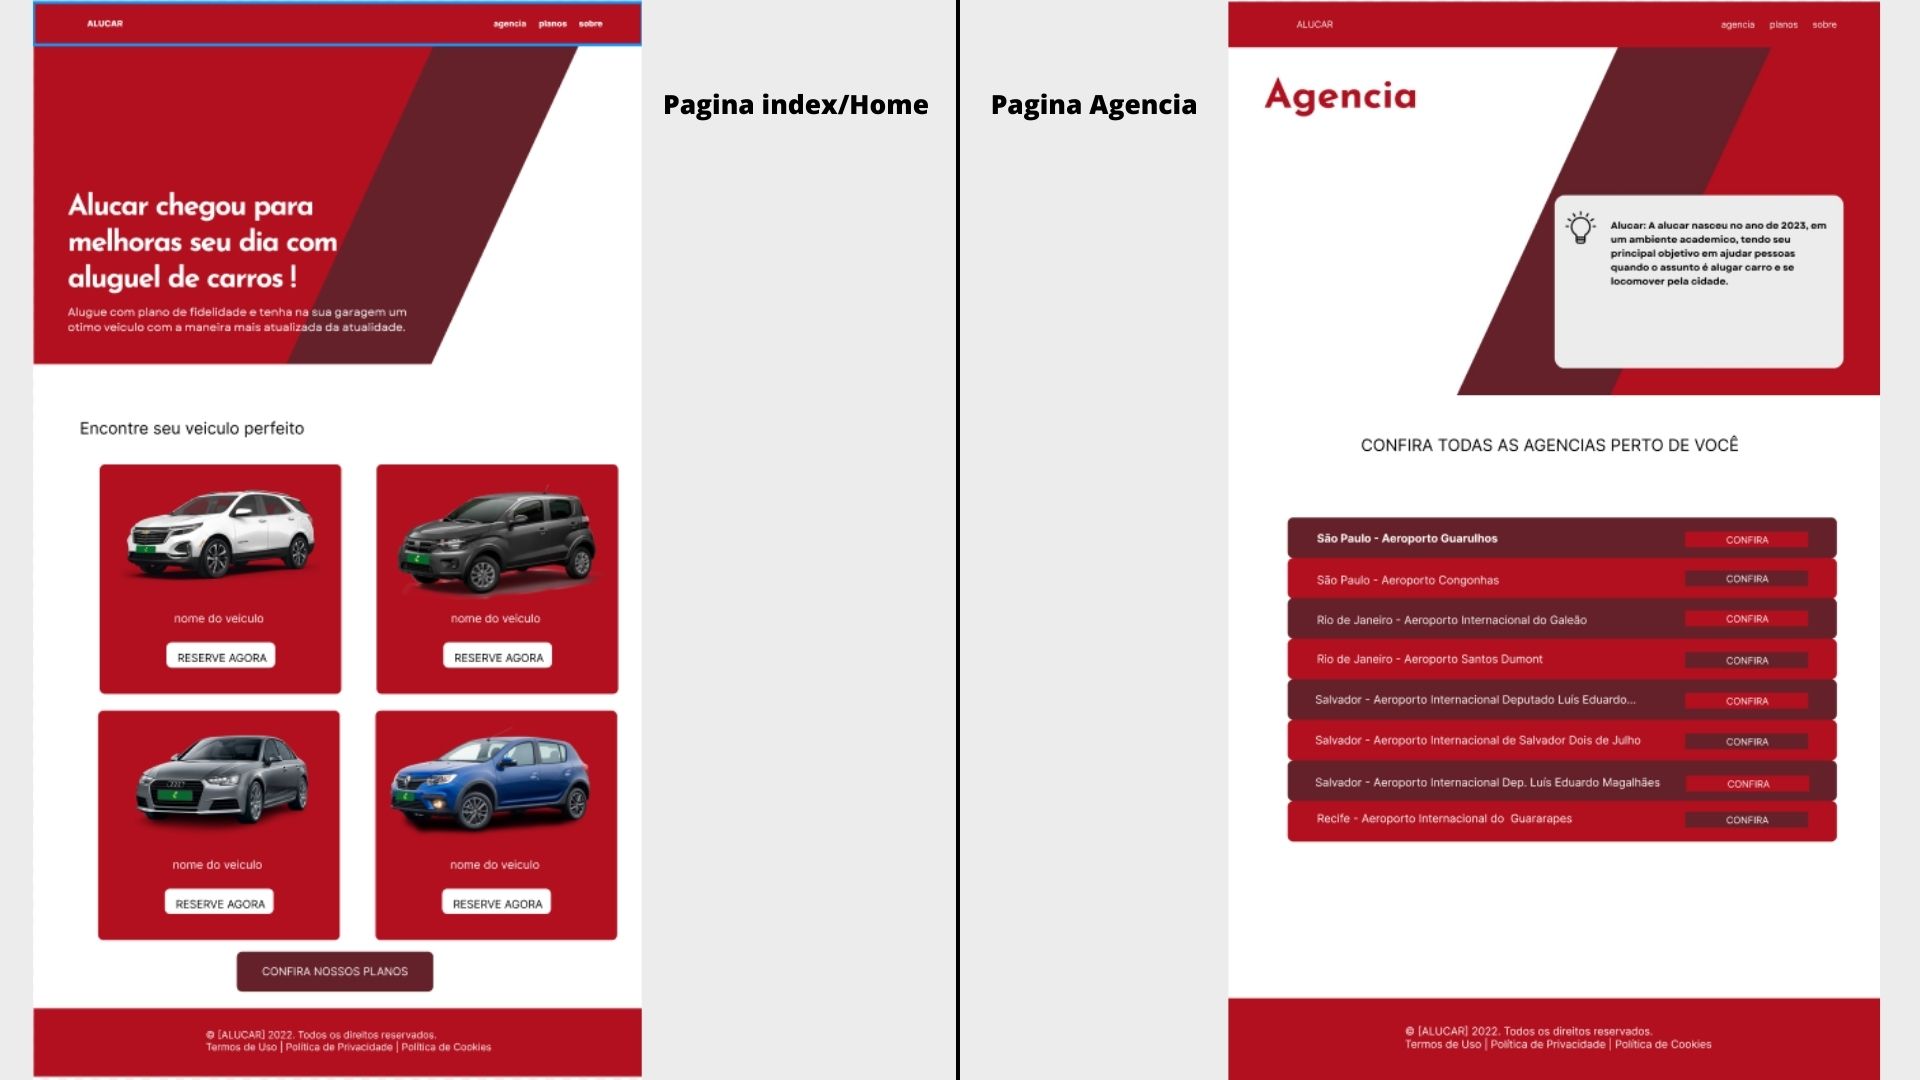 ALUCAR
agencia planos sobre
Pagina index/Home
Alucar chegou para
melhoras seu dia com
aluguel de carros !
Alugue com plano de fidelidade e tenha na sua garagem um
otimo veiculo com a maneira mais atualizada da atualidade.
Encontre seu veiculo perfeito
nome do veículo
RESERVE AGORA
nome do veículo
RESERVE AGORA
nome do veículo
RESERVE AGORA
nome do veículo
RESERVE AGORA
CONFIRA NOSSOS PLANOS
© [ALUCAR] 2022. Todos os direitos reservados.
Termos de Uso | Política de Privacidade | Política de Cookies
Pagina Agencia
ALUCAR
agencia planos sobre
Agencia
Alucar: A alucar nasceu no ano de 2023, em
um ambiente academico, tendo seu
principal objetivo em ajudar pessoas
quando o assunto é alugar carro e se
locomover pela cidade.
CONFIRA TODAS AS AGENCIAS PERTO DE VOCÊ
São Paulo - Aeroporto Guarulhos CONFIRA
São Paulo - Aeroporto Congonhas CONFIRA
Rio de Janeiro - Aeroporto Internacional do Galeão CONFIRA
Rio de Janeiro - Aeroporto Santos Dumont CONFIRA
Salvador - Aeroporto Internacional Deputado Luís Eduardo... CONFIRA
Salvador - Aeroporto Internacional de Salvador Dois de Julho CONFIRA
Salvador - Aeroporto Internacional Dep. Luís Eduardo Magalhães CONFIRA
Recife - Aeroporto Internacional do Guararapes CONFIRA
© [ALUCAR] 2022. Todos os direitos reservados.
Termos de Uso | Política de Privacidade | Política de Cookies